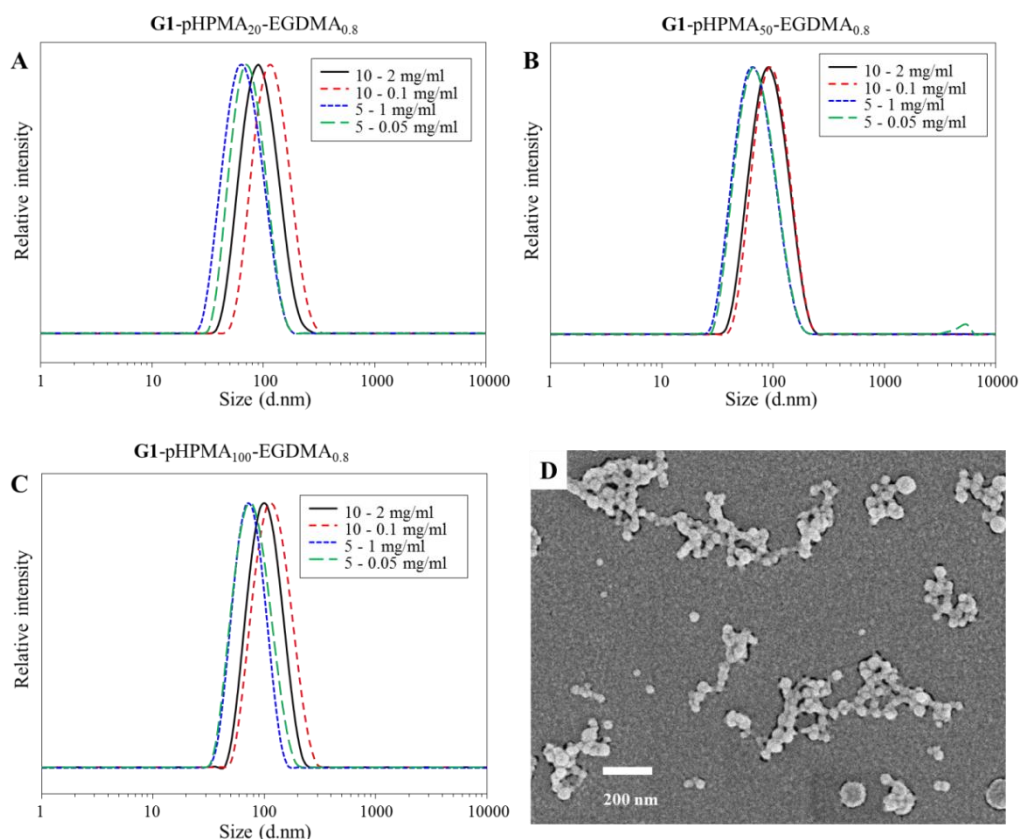 G1-pHPMA₂₀-EGDMA₀.₈
A
10 - 2 mg/ml
10 - 0.1 mg/ml
5 - 1 mg/ml
5 - 0.05 mg/ml
Relative intensity
1 10 100 1000 10000
Size (d.nm)
G1-pHPMA₅₀-EGDMA₀.₈
B
10 - 2 mg/ml
10 - 0.1 mg/ml
5 - 1 mg/ml
5 - 0.05 mg/ml
Relative intensity
1 10 100 1000 10000
Size (d.nm)
G1-pHPMA₁₀₀-EGDMA₀.₈
C
10 - 2 mg/ml
10 - 0.1 mg/ml
5 - 1 mg/ml
5 - 0.05 mg/ml
Relative intensity
1 10 100 1000 10000
Size (d.nm)
D
200 nm